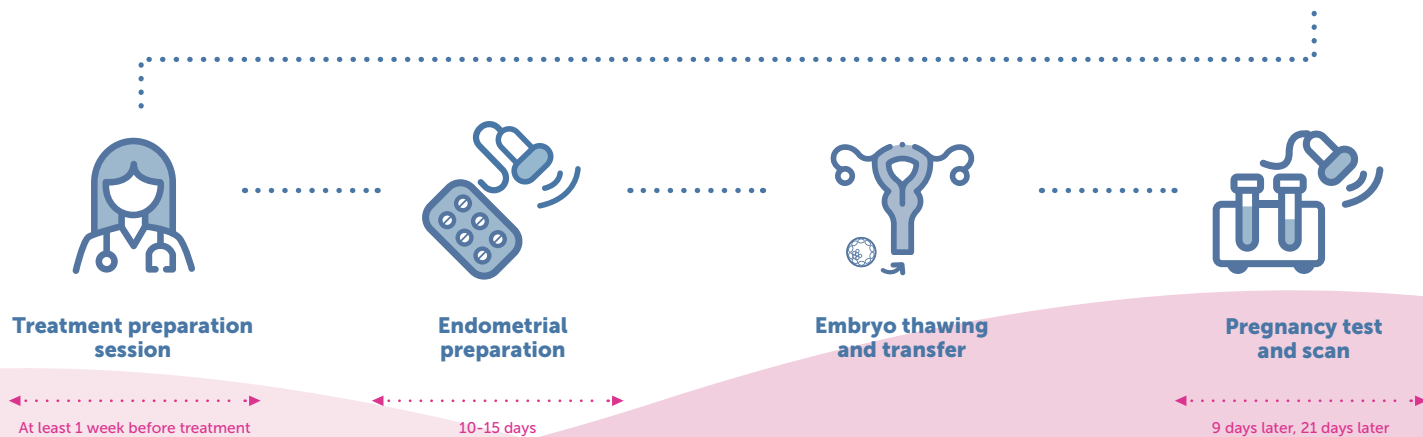 Treatment preparation
session
Endometrial
preparation
Embryo thawing
and transfer
Pregnancy test
and scan
At least 1 week before treatment
10-15 days
9 days later, 21 days later